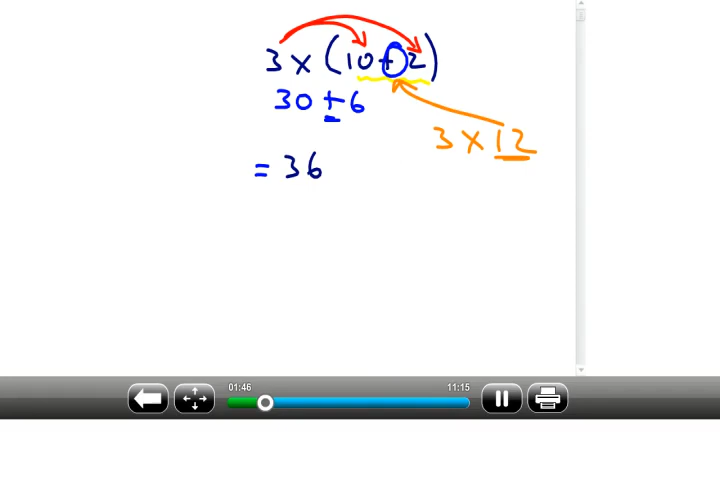 3 × (10 + 2)
30 + 6
3 × 12
= 36
01:46
11:15